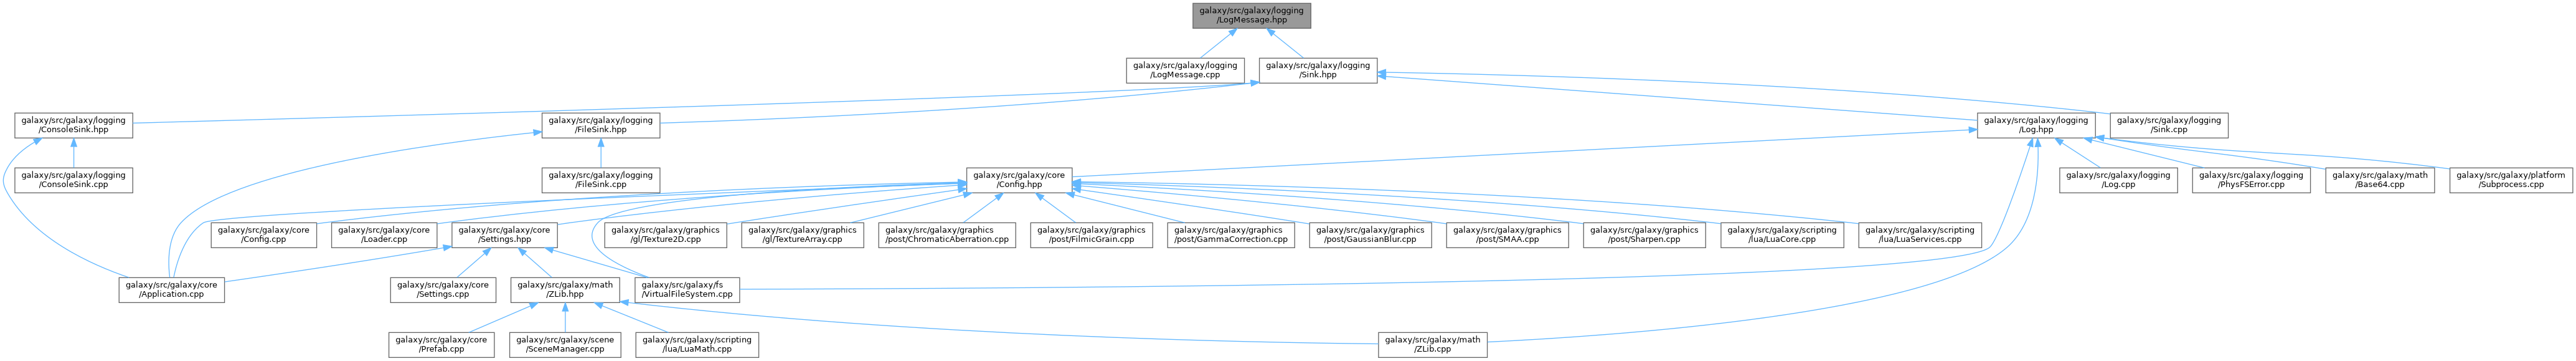 galaxy/src/galaxy/logging
/LogMessage.hpp
galaxy/src/galaxy/logging
/LogMessage.cpp
galaxy/src/galaxy/logging
/Sink.hpp
galaxy/src/galaxy/logging
/ConsoleSink.hpp
galaxy/src/galaxy/logging
/FileSink.hpp
galaxy/src/galaxy/logging
/Log.hpp
galaxy/src/galaxy/logging
/Sink.cpp
galaxy/src/galaxy/logging
/ConsoleSink.cpp
galaxy/src/galaxy/logging
/FileSink.cpp
galaxy/src/galaxy/core
/Config.hpp
galaxy/src/galaxy/logging
/Log.cpp
galaxy/src/galaxy/logging
/PhysFSError.cpp
galaxy/src/galaxy/math
/Base64.cpp
galaxy/src/galaxy/platform
/Subprocess.cpp
galaxy/src/galaxy/core
/Config.cpp
galaxy/src/galaxy/core
/Loader.cpp
galaxy/src/galaxy/core
/Settings.hpp
galaxy/src/galaxy/graphics
/gl/Texture2D.cpp
galaxy/src/galaxy/graphics
/gl/TextureArray.cpp
galaxy/src/galaxy/graphics
/post/ChromaticAberration.cpp
galaxy/src/galaxy/graphics
/post/FilmicGrain.cpp
galaxy/src/galaxy/graphics
/post/GammaCorrection.cpp
galaxy/src/galaxy/graphics
/post/GaussianBlur.cpp
galaxy/src/galaxy/graphics
/post/SMAA.cpp
galaxy/src/galaxy/graphics
/post/Sharpen.cpp
galaxy/src/galaxy/scripting
/lua/LuaCore.cpp
galaxy/src/galaxy/scripting
/lua/LuaServices.cpp
galaxy/src/galaxy/core
/Application.cpp
galaxy/src/galaxy/core
/Settings.cpp
galaxy/src/galaxy/math
/ZLib.hpp
galaxy/src/galaxy/fs
/VirtualFileSystem.cpp
galaxy/src/galaxy/core
/Prefab.cpp
galaxy/src/galaxy/scene
/SceneManager.cpp
galaxy/src/galaxy/scripting
/lua/LuaMath.cpp
galaxy/src/galaxy/math
/ZLib.cpp